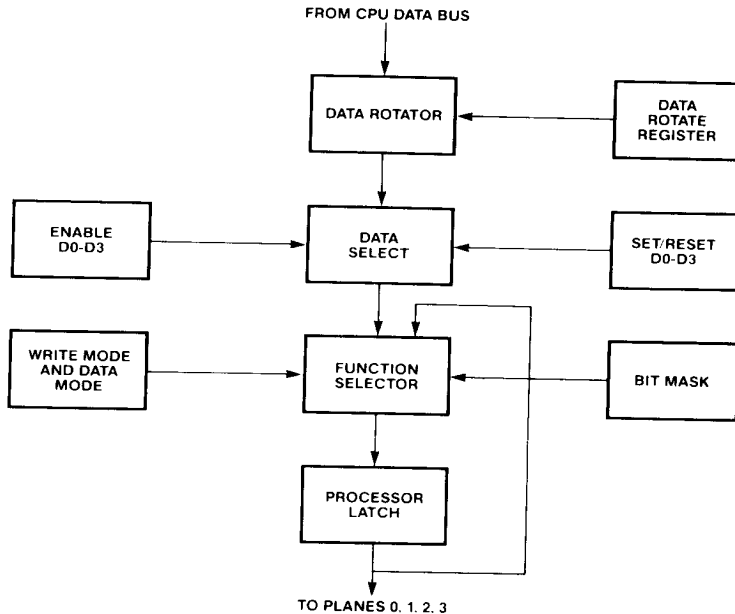 FROM CPU DATA BUS
DATA ROTATOR
DATA
ROTATE
REGISTER
ENABLE
D0-D3
DATA
SELECT
SET/RESET
D0-D3
WRITE MODE
AND DATA
MODE
FUNCTION
SELECTOR
BIT MASK
PROCESSOR
LATCH
TO PLANES 0, 1, 2, 3